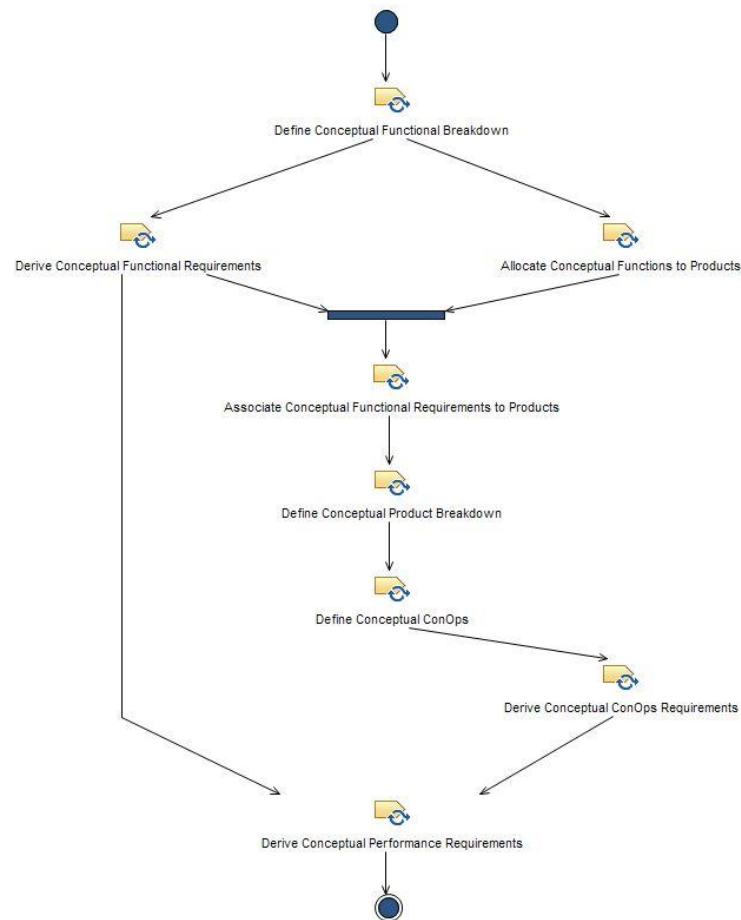 Define Conceptual Functional Breakdown
Derive Conceptual Functional Requirements
Allocate Conceptual Functions to Products
Associate Conceptual Functional Requirements to Products
Define Conceptual Product Breakdown
Define Conceptual ConOps
Derive Conceptual ConOps Requirements
Derive Conceptual Performance Requirements